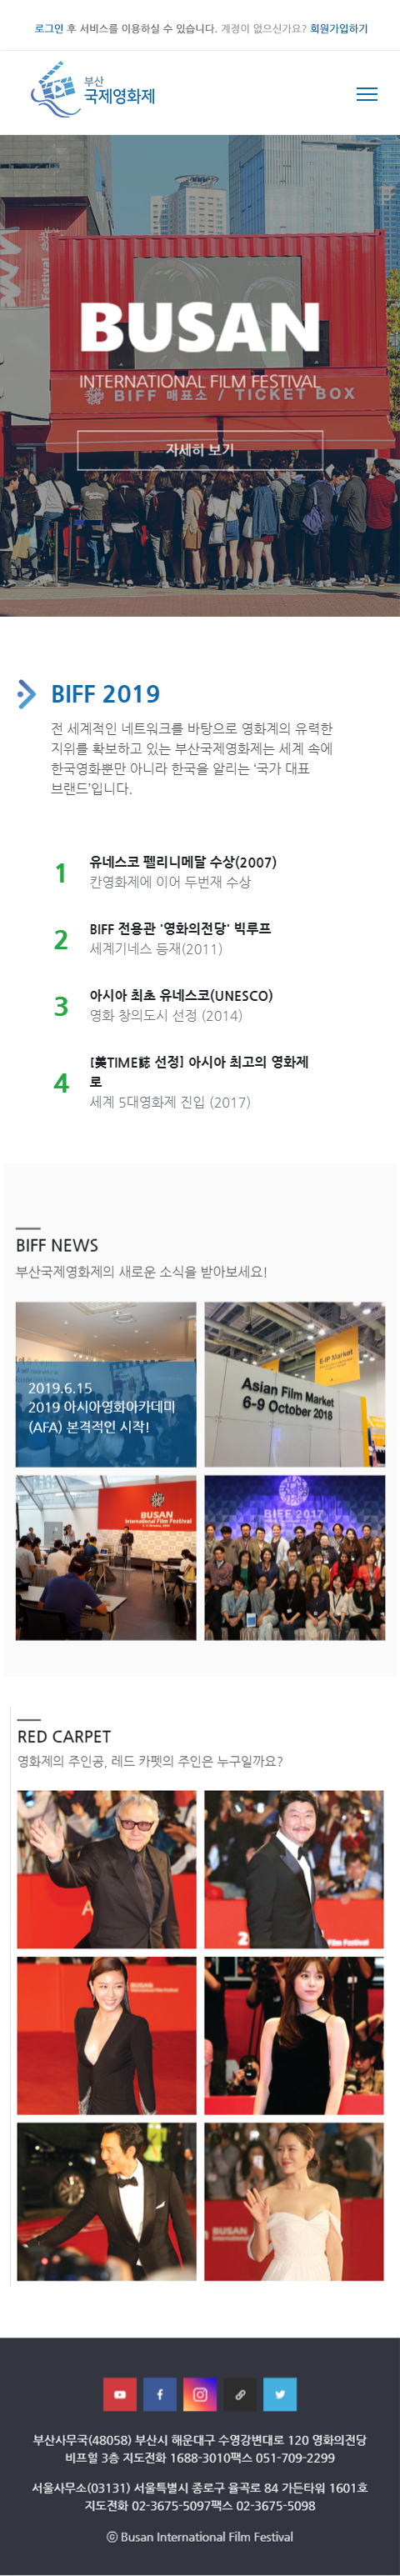 로그인 후 서비스를 이용하실 수 있습니다. 계정이 없으신가요? 회원가입하기
부산
국제영화제
BUSAN
INTERNATIONAL FILM FESTIVAL
BIFF 매표소 / TICKET BOX
자세히 보기
BIFF 2019
전 세계적인 네트워크를 바탕으로 영화제의 유력한
지위를 확보하고 있는 부산국제영화제는 세계 속에
한국영화뿐만 아니라 한국을 알리는 ‘국가 대표
브랜드’입니다.
1
유네스코 펠리니메달 수상(2007)
칸영화제에 이어 두번째 수상
2
BIFF 전용관 '영화의전당' 빅루프
세계기네스 등재(2011)
3
아시아 최초 유네스코(UNESCO)
영화 창의도시 선정 (2014)
4
[美TIME誌 선정] 아시아 최고의 영화제
로
세계 5대영화제 진입 (2017)
BIFF NEWS
부산국제영화제의 새로운 소식을 받아보세요!
2019.6.15
2019 아시아영화아카데미
(AFA) 본격적인 시작!
E-IP Market
Asian Film Market
6-9 October 2018
BUSAN
International Film Festival
BIFF 2017
RED CARPET
영화제의 주인공, 레드 카펫의 주인은 누구일까요?
BUSAN
부산사무국(48058) 부산시 해운대구 수영강변대로 120 영화의전당
비프힐 3층 지도전화 1688-3010팩스 051-709-2299
서울사무소(03131) 서울특별시 종로구 율곡로 84 가든타워 1601호
지도전화 02-3675-5097팩스 02-3675-5098
ⓒ Busan International Film Festival